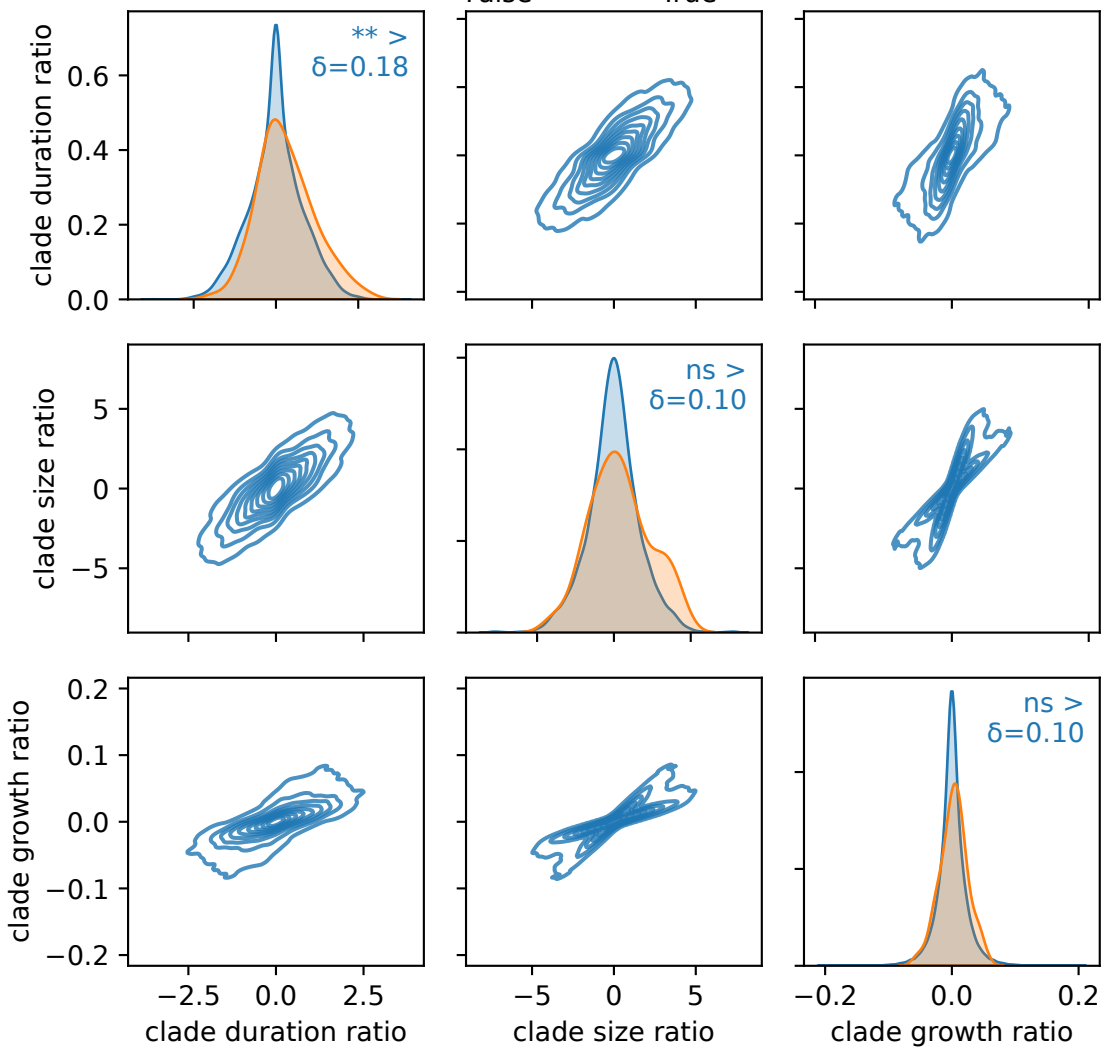 clade duration ratio
0.6
0.4
0.2
0.0
** >
δ=0.18
clade size ratio
5
0
−5
ns >
δ=0.10
clade growth ratio
0.2
0.1
0.0
−0.1
−0.2
ns >
δ=0.10
−2.5 0.0 2.5
−5 0 5
−0.2 0.0 0.2
clade duration ratio
clade size ratio
clade growth ratio